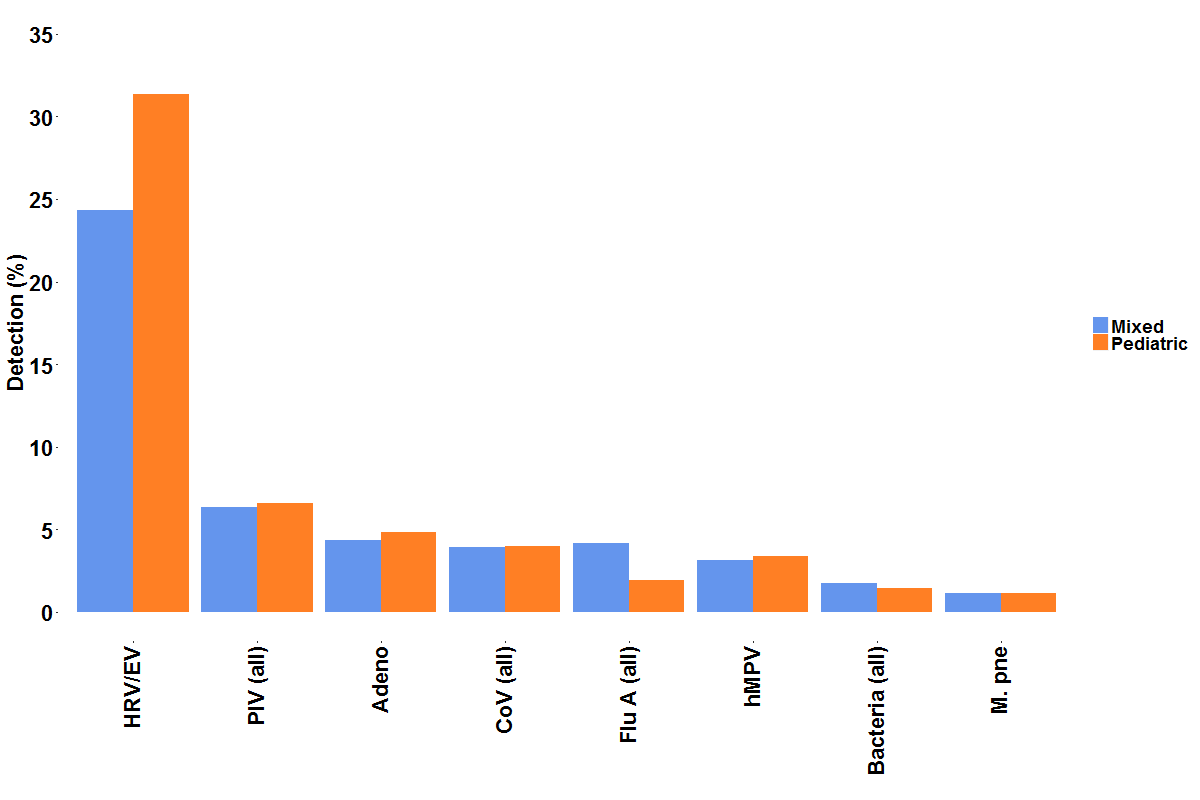 35
30
25
20
15
10
5
0
Detection (%)
HRV/EV
PIV (all)
Adeno
CoV (all)
Flu A (all)
hMPV
Bacteria (all)
M. pne
Mixed
Pediatric